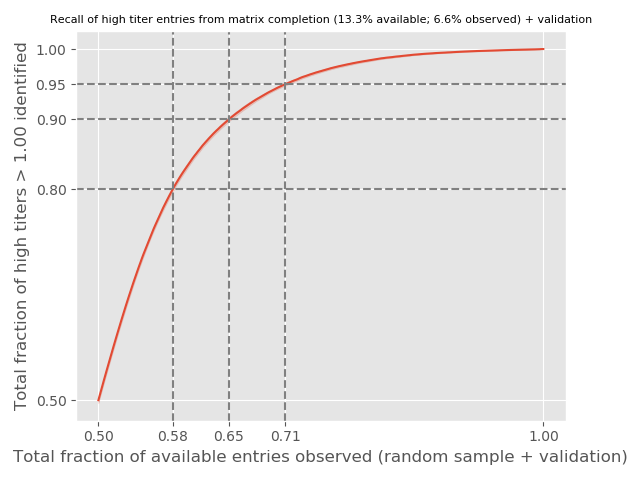 Recall of high titer entries from matrix completion (13.3% available; 6.6% observed) + validation
Total fraction of high titers > 1.00 identified
1.00
0.95
0.90
0.80
0.50
0.50 0.58 0.65 0.71 1.00
Total fraction of available entries observed (random sample + validation)